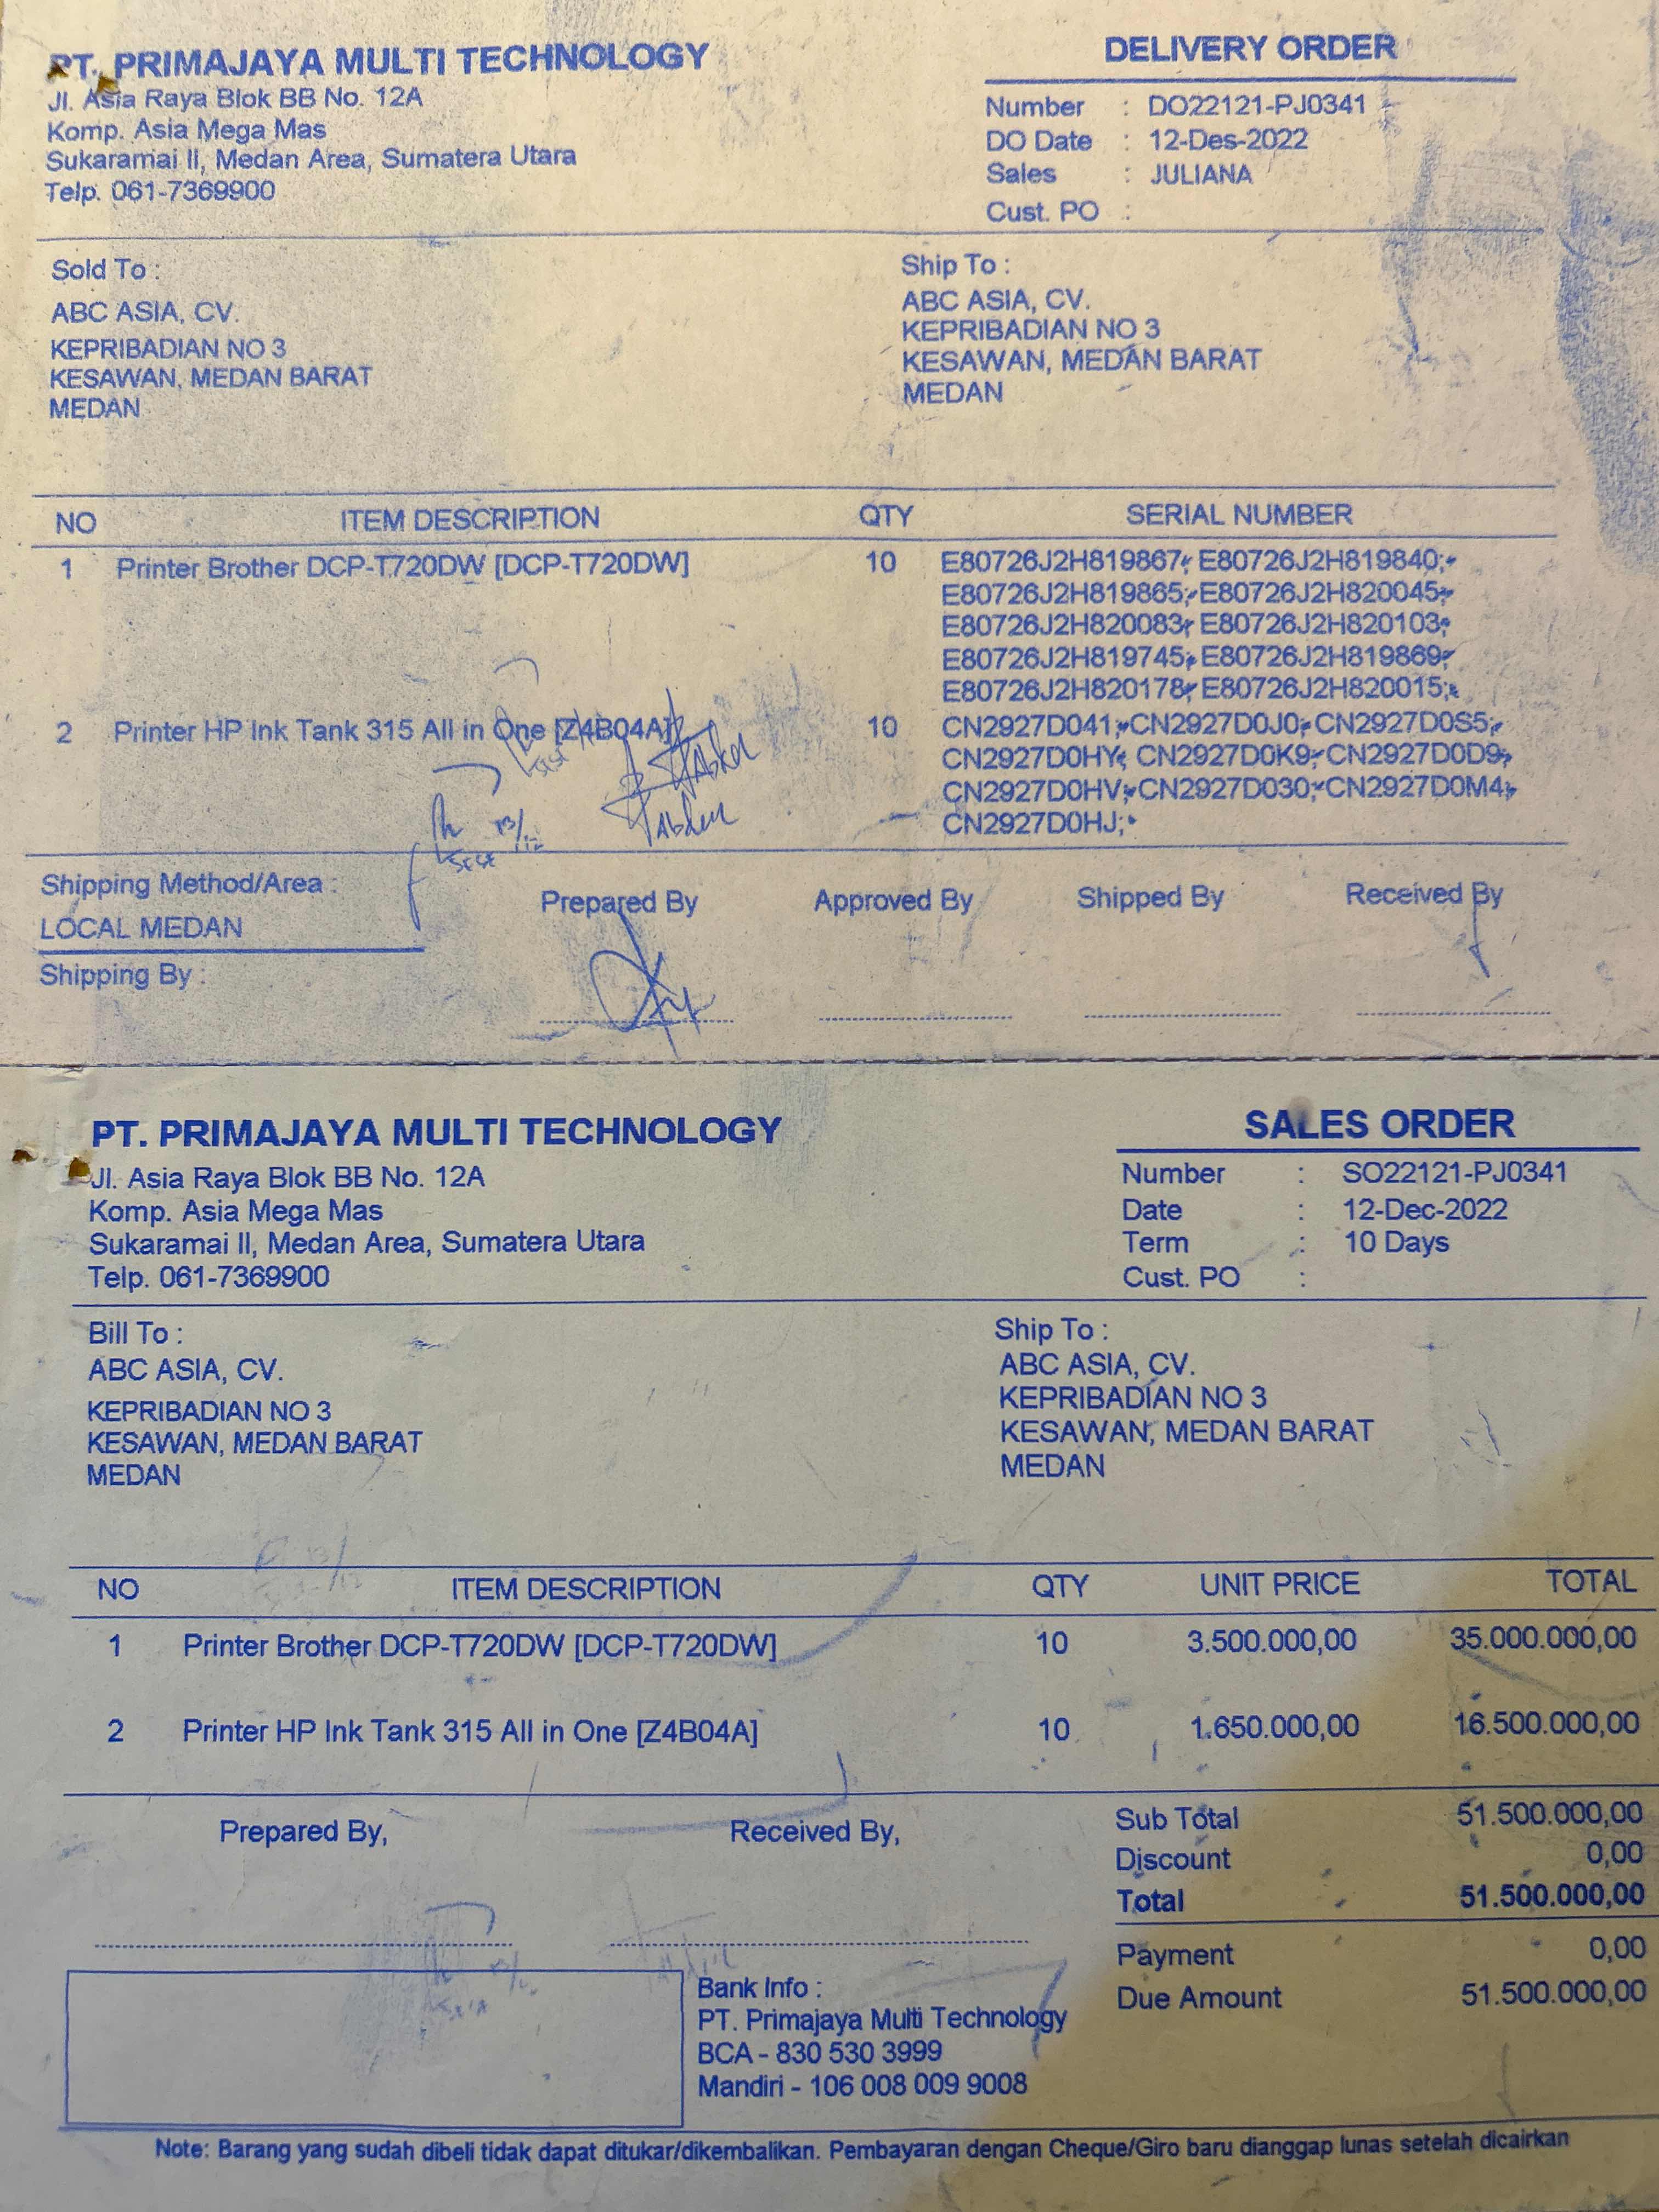 PT. PRIMAJAYA MULTI TECHNOLOGY
Jl. Asia Raya Blok BB No. 12A
Komp. Asia Mega Mas
Sukaramai II, Medan Area, Sumatera Utara
Telp. 061-7369900
DELIVERY ORDER
Number : DO22121-PJ0341
DO Date : 12-Des-2022
Sales : JULIANA
Cust. PO :
Sold To :
ABC ASIA, CV.
KEPRIBADIAN NO 3
KESAWAN, MEDAN BARAT
MEDAN
Ship To :
ABC ASIA, CV.
KEPRIBADIAN NO 3
KESAWAN, MEDAN BARAT
MEDAN
NO ITEM DESCRIPTION QTY SERIAL NUMBER
1 Printer Brother DCP-T720DW [DCP-T720DW] 10 E80726J2H819867; E80726J2H819840;
E80726J2H819865; E80726J2H820045;
E80726J2H820083; E80726J2H820103;
E80726J2H819745; E80726J2H819869;
E80726J2H820178; E80726J2H820015;
2 Printer HP Ink Tank 315 All in One [Z4B04A] 10 CN2927D041; CN2927D0J0; CN2927D0S5;
CN2927D0HY; CN2927D0K9; CN2927D0D9;
CN2927D0HV; CN2927D030; CN2927D0M4;
CN2927D0HJ;
Shipping Method/Area :
LOCAL MEDAN
Shipping By :
Prepared By Approved By Shipped By Received By
PT. PRIMAJAYA MULTI TECHNOLOGY
Jl. Asia Raya Blok BB No. 12A
Komp. Asia Mega Mas
Sukaramai II, Medan Area, Sumatera Utara
Telp. 061-7369900
SALES ORDER
Number : SO22121-PJ0341
Date : 12-Dec-2022
Term : 10 Days
Cust. PO :
Bill To :
ABC ASIA, CV.
KEPRIBADIAN NO 3
KESAWAN, MEDAN BARAT
MEDAN
Ship To :
ABC ASIA, CV.
KEPRIBADIAN NO 3
KESAWAN, MEDAN BARAT
MEDAN
NO ITEM DESCRIPTION QTY UNIT PRICE TOTAL
1 Printer Brother DCP-T720DW [DCP-T720DW] 10 3.500.000,00 35.000.000,00
2 Printer HP Ink Tank 315 All in One [Z4B04A] 10 1.650.000,00 16.500.000,00
Prepared By, Received By,
Sub Total 51.500.000,00
Discount 0,00
Total 51.500.000,00
Payment 0,00
Due Amount 51.500.000,00
Bank Info :
PT. Primajaya Multi Technology
BCA - 830 530 3999
Mandiri - 106 008 009 9008
Note: Barang yang sudah dibeli tidak dapat ditukar/dikembalikan. Pembayaran dengan Cheque/Giro baru dianggap lunas setelah dicairkan